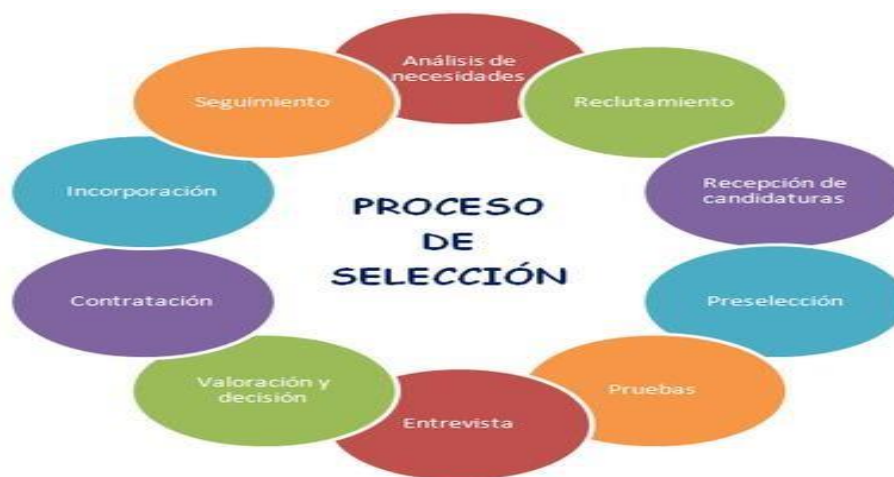 Análisis de
necesidades
Reclutamiento
Recepción de
candidaturas
Preselección
Pruebas
Entrevista
Valoración y
decisión
Contratación
Incorporación
Seguimiento
PROCESO
DE
SELECCIÓN